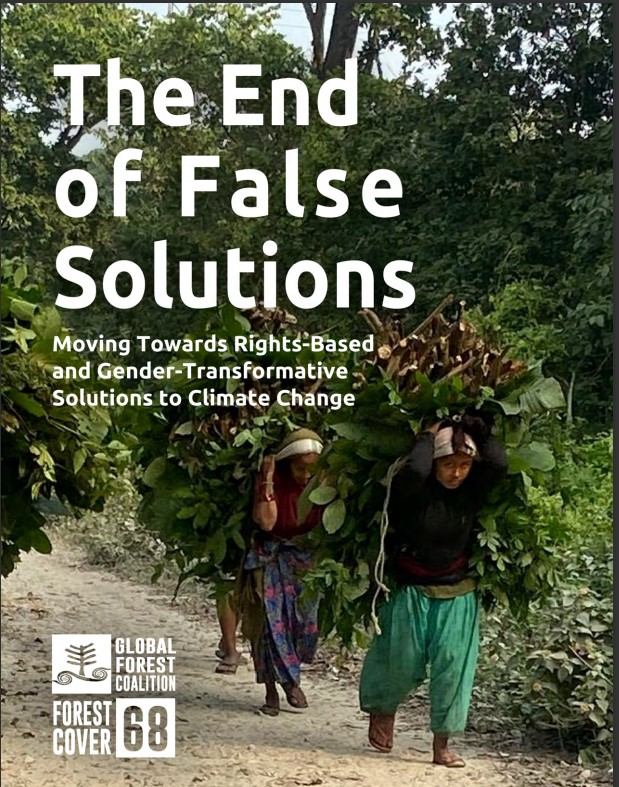 The End
of False
Solutions
Moving Towards Rights-Based
and Gender-Transformative
Solutions to Climate Change
GLOBAL
FOREST
COALITION
FOREST
COVER 68